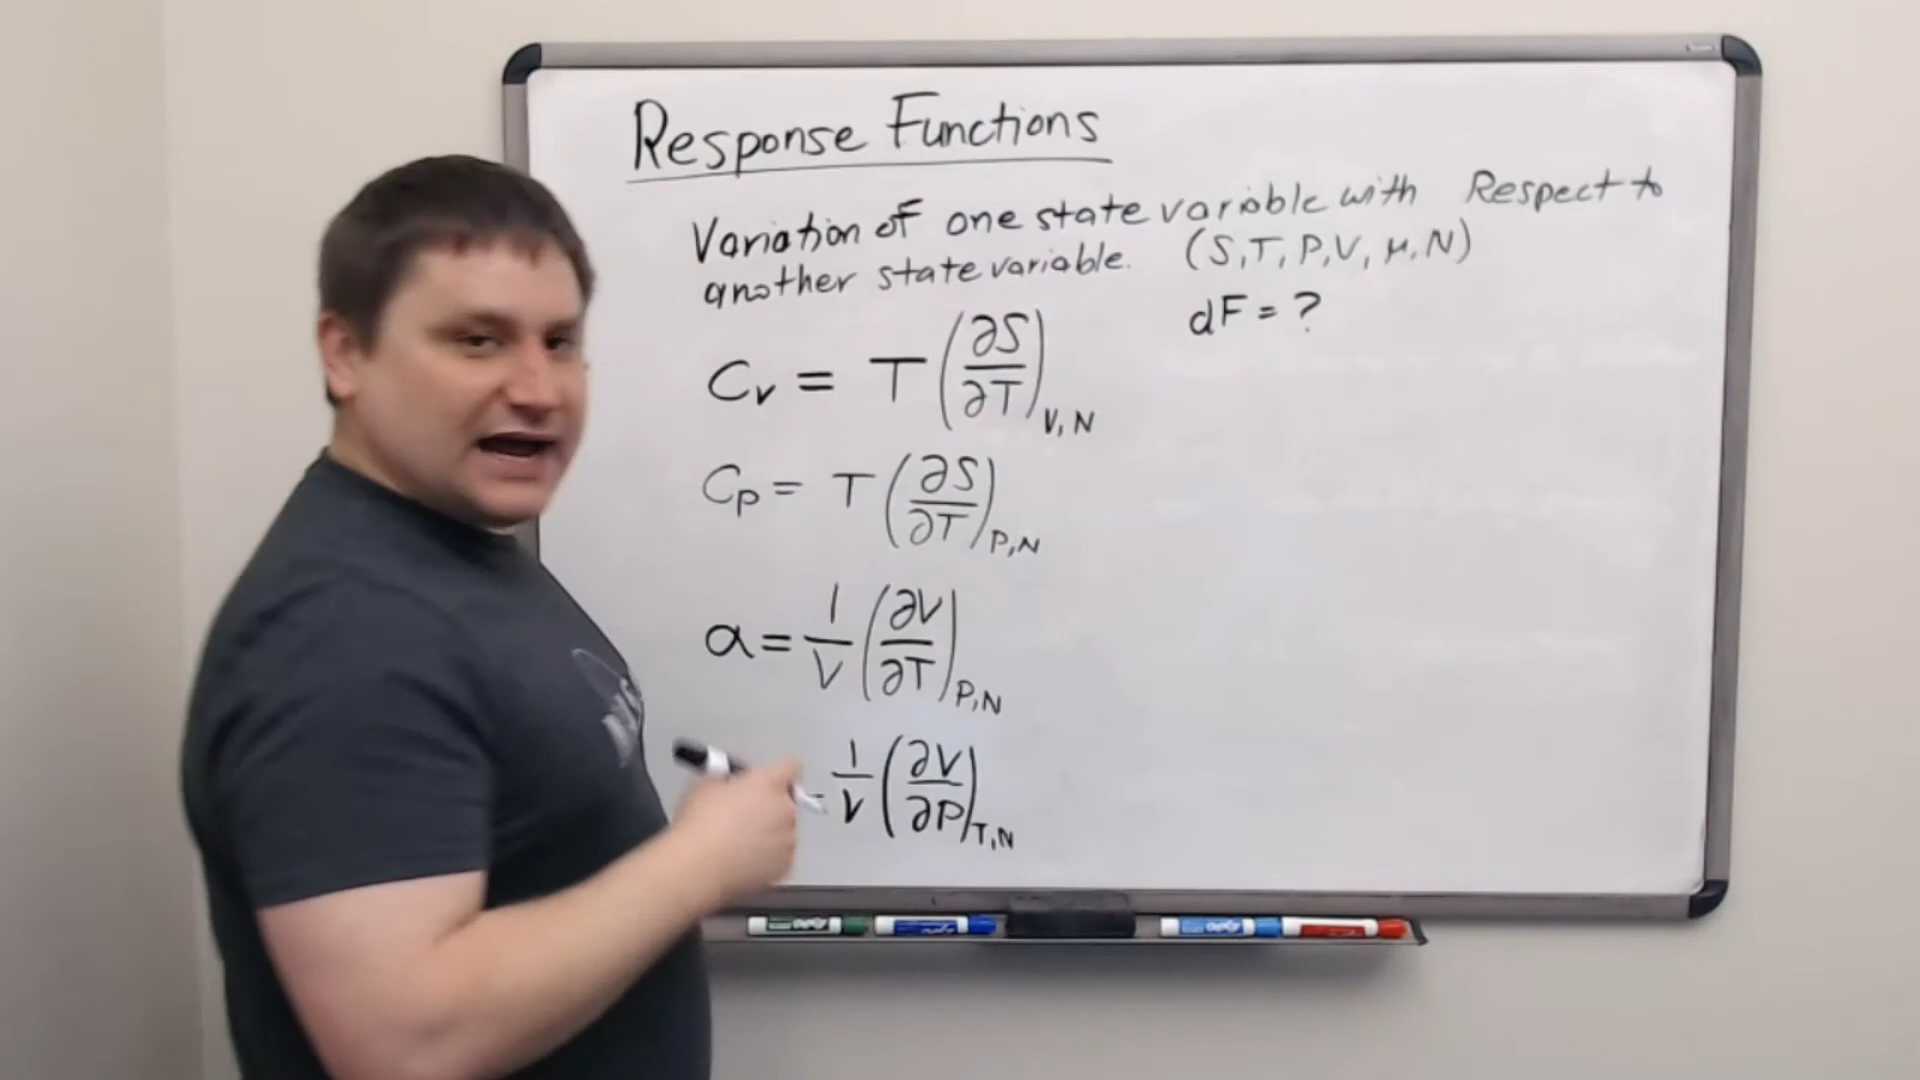 Response Functions
Variation of one state variable with Respect to
another state variable. (S,T, P,V, μ,N)
dF = ?
Cv = T (∂S/∂T)V,N
Cp = T (∂S/∂T)P,N
α = 1/V (∂V/∂T)P,N
- 1/V (∂V/∂P)T,N